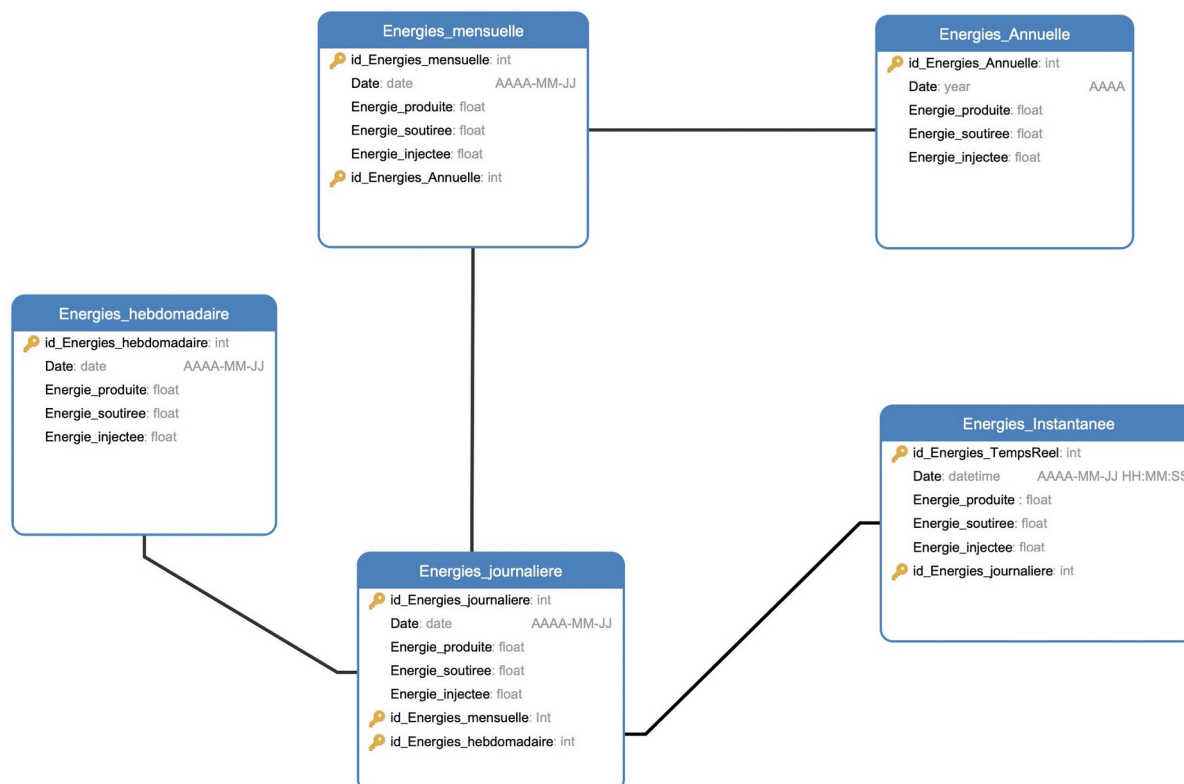 Energies_mensuelle
id_Energies_mensuelle: int
Date: date AAAA-MM-JJ
Energie_produite: float
Energie_soutiree: float
Energie_injectee: float
id_Energies_Annuelle: int
Energies_Annuelle
id_Energies_Annuelle: int
Date: year AAAA
Energie_produite: float
Energie_soutiree: float
Energie_injectee: float
Energies_hebdomadaire
id_Energies_hebdomadaire: int
Date: date AAAA-MM-JJ
Energie_produite: float
Energie_soutiree: float
Energie_injectee: float
Energies_Instantanee
id_Energies_TempsReel: int
Date: datetime AAAA-MM-JJ HH:MM:SS
Energie_produite : float
Energie_soutiree: float
Energie_injectee: float
id_Energies_journaliere: int
Energies_journaliere
id_Energies_journaliere: int
Date: date AAAA-MM-JJ
Energie_produite: float
Energie_soutiree: float
Energie_injectee: float
id_Energies_mensuelle: Int
id_Energies_hebdomadaire: int